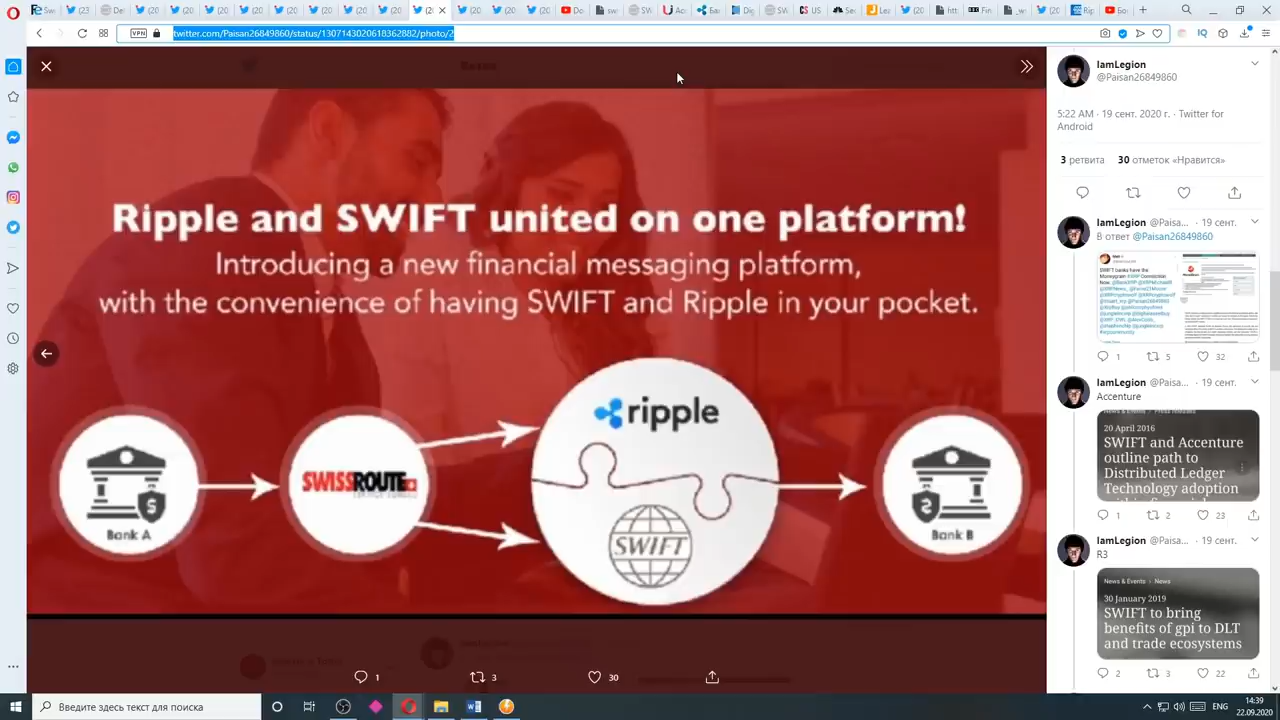 twitter.com/Paisan26849860/status/1307143020618362882/photo/2
VPN
Ripple and SWIFT united on one platform!
Introducing a new financial messaging platform,
with the convenience of having SWIFT and Ripple in your pocket.
Bank A
SWISSROUTE
ripple
SWIFT
Bank B
1
3
30
IamLegion
@Paisan26849860
5:22 AM · 19 сент. 2020 г. · Twitter for
Android
3 ретвита 30 отметок «Нравится»
IamLegion @Paisa... · 19 сент.
В ответ @Paisan26849860
1 5 32
IamLegion @Paisa... · 19 сент.
Accenture
News & Events › Press releases
20 April 2016
SWIFT and Accenture
outline path to
Distributed Ledger
Technology adoption
1 2 23
IamLegion @Paisa... · 19 сент.
R3
News & Events › News
30 January 2019
SWIFT to bring
benefits of gpi to DLT
and trade ecosystems
2 3 22
Введите здесь текст для поиска
ENG
14:39
22.09.2020